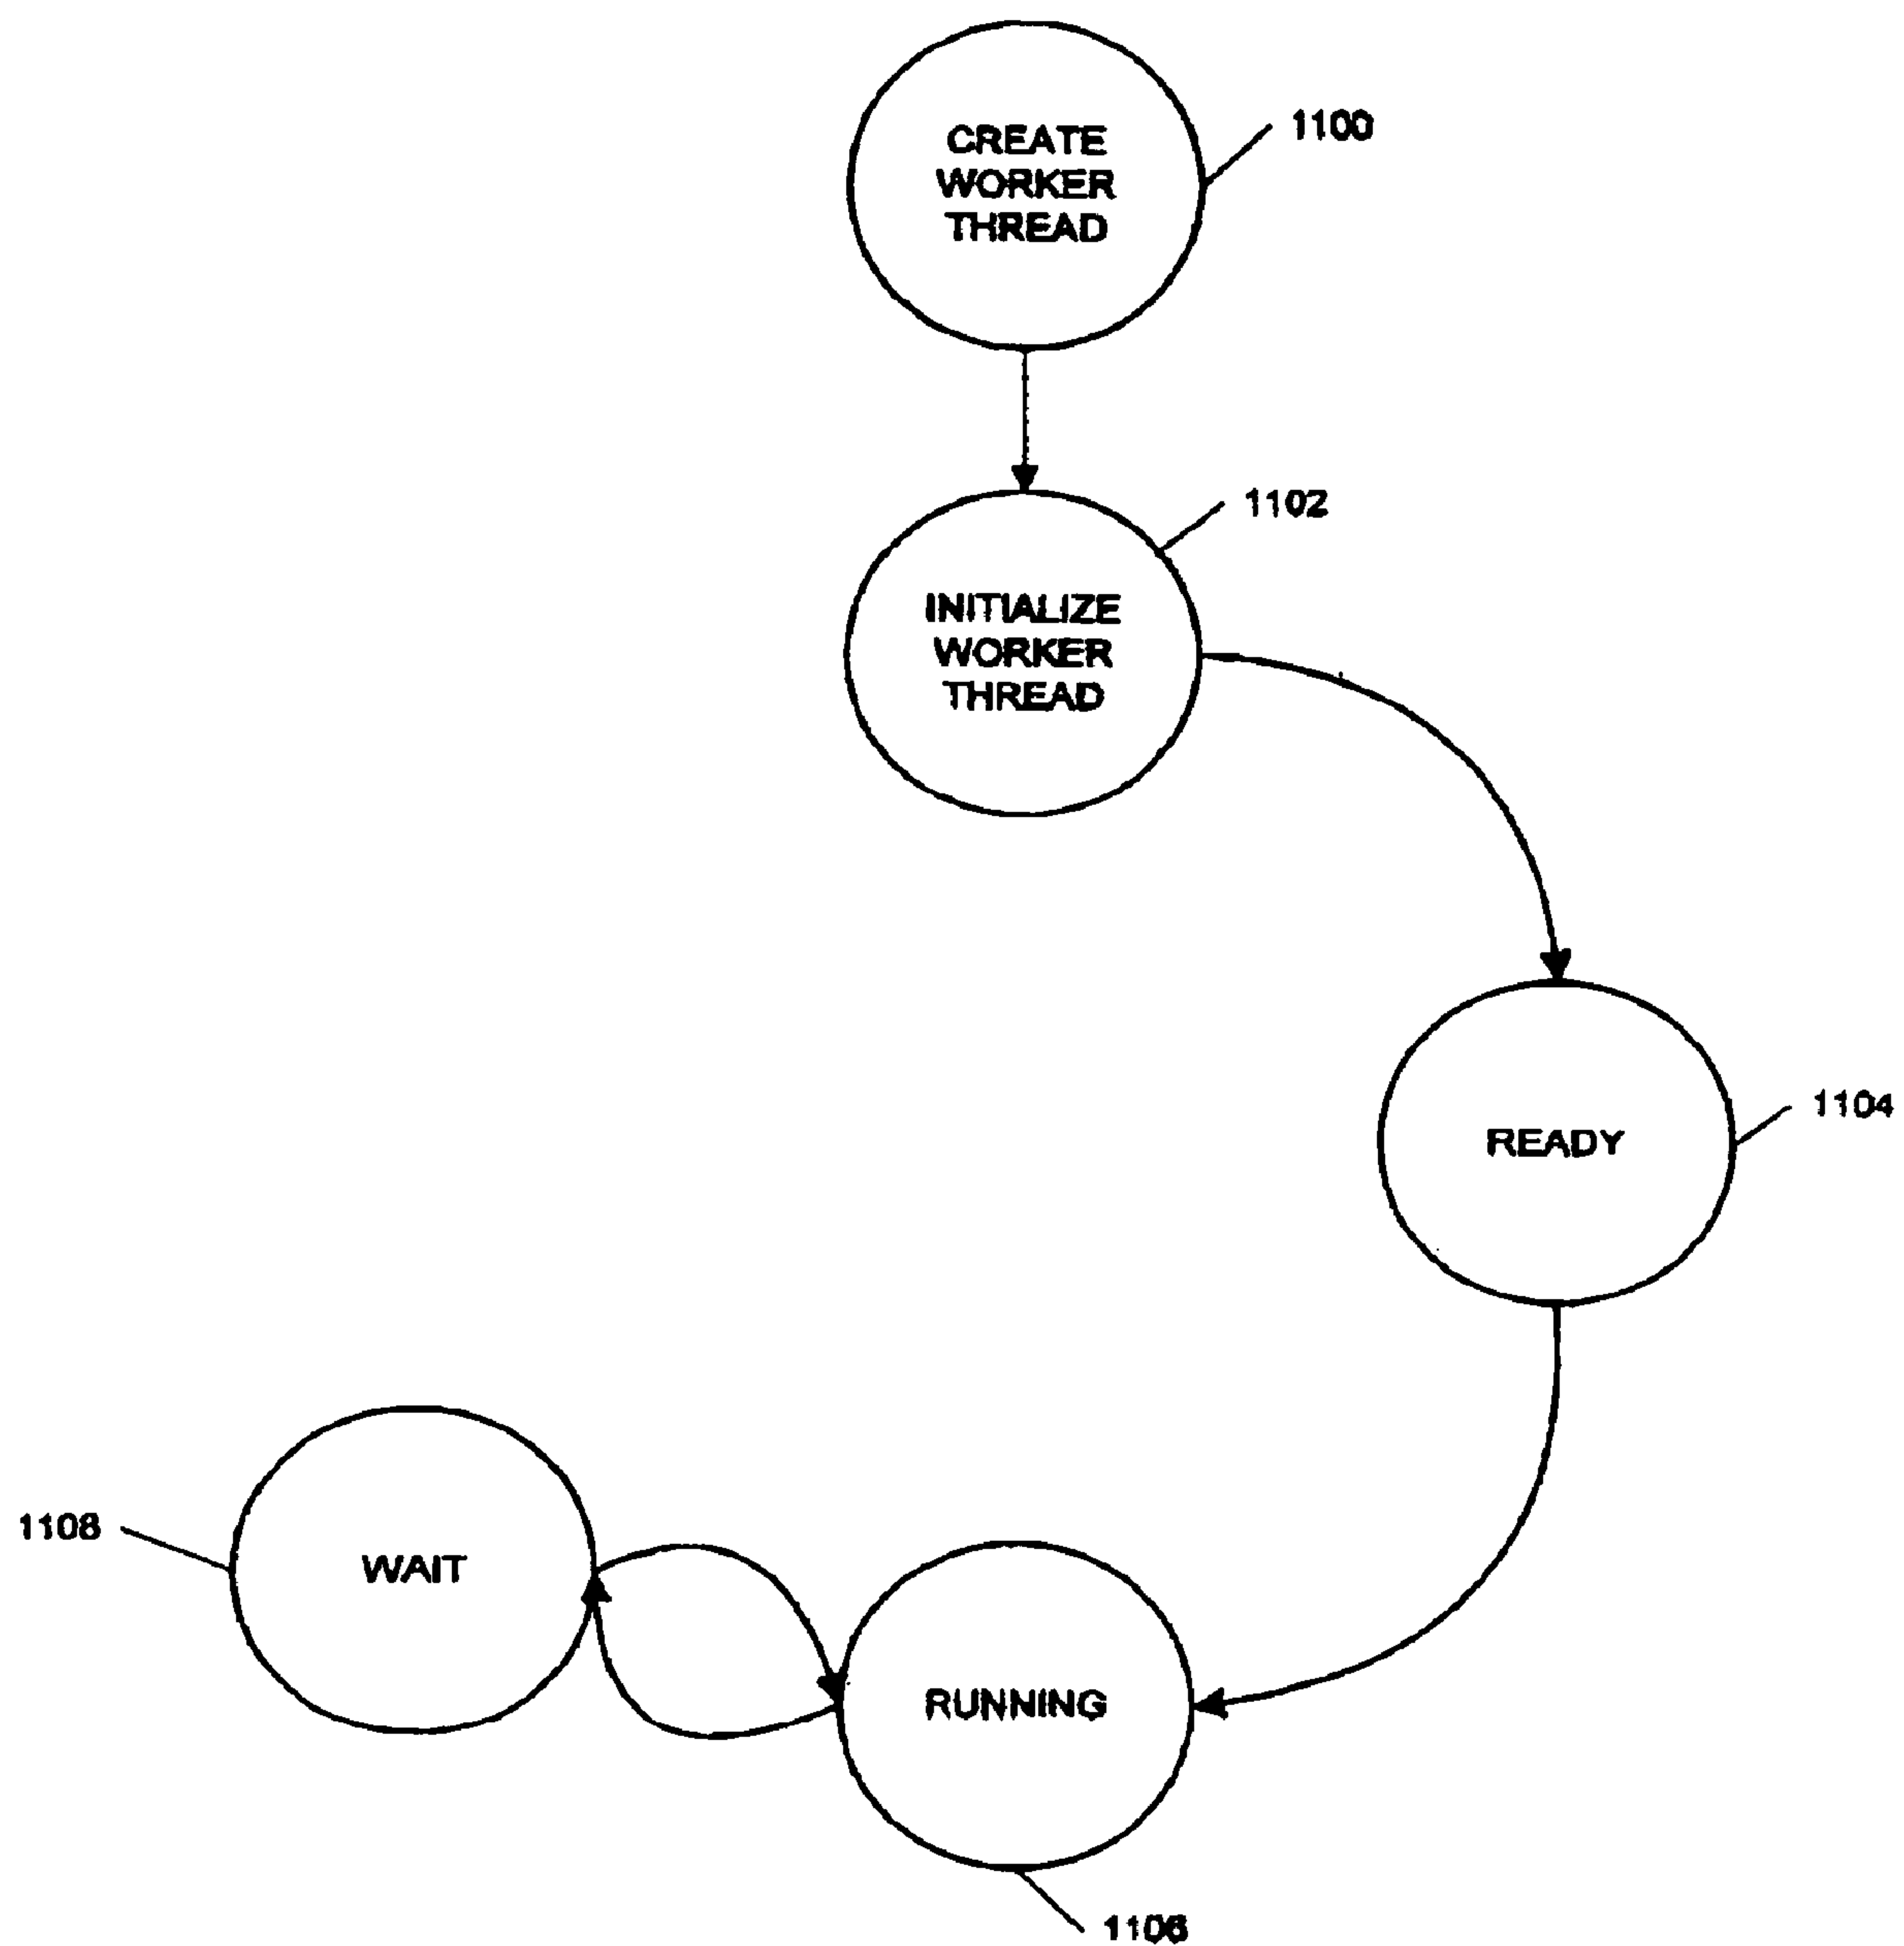 CREATE
WORKER
THREAD
1100
1102
INITIALIZE
WORKER
THREAD
READY
1104
1108
WAIT
RUNNING
1106